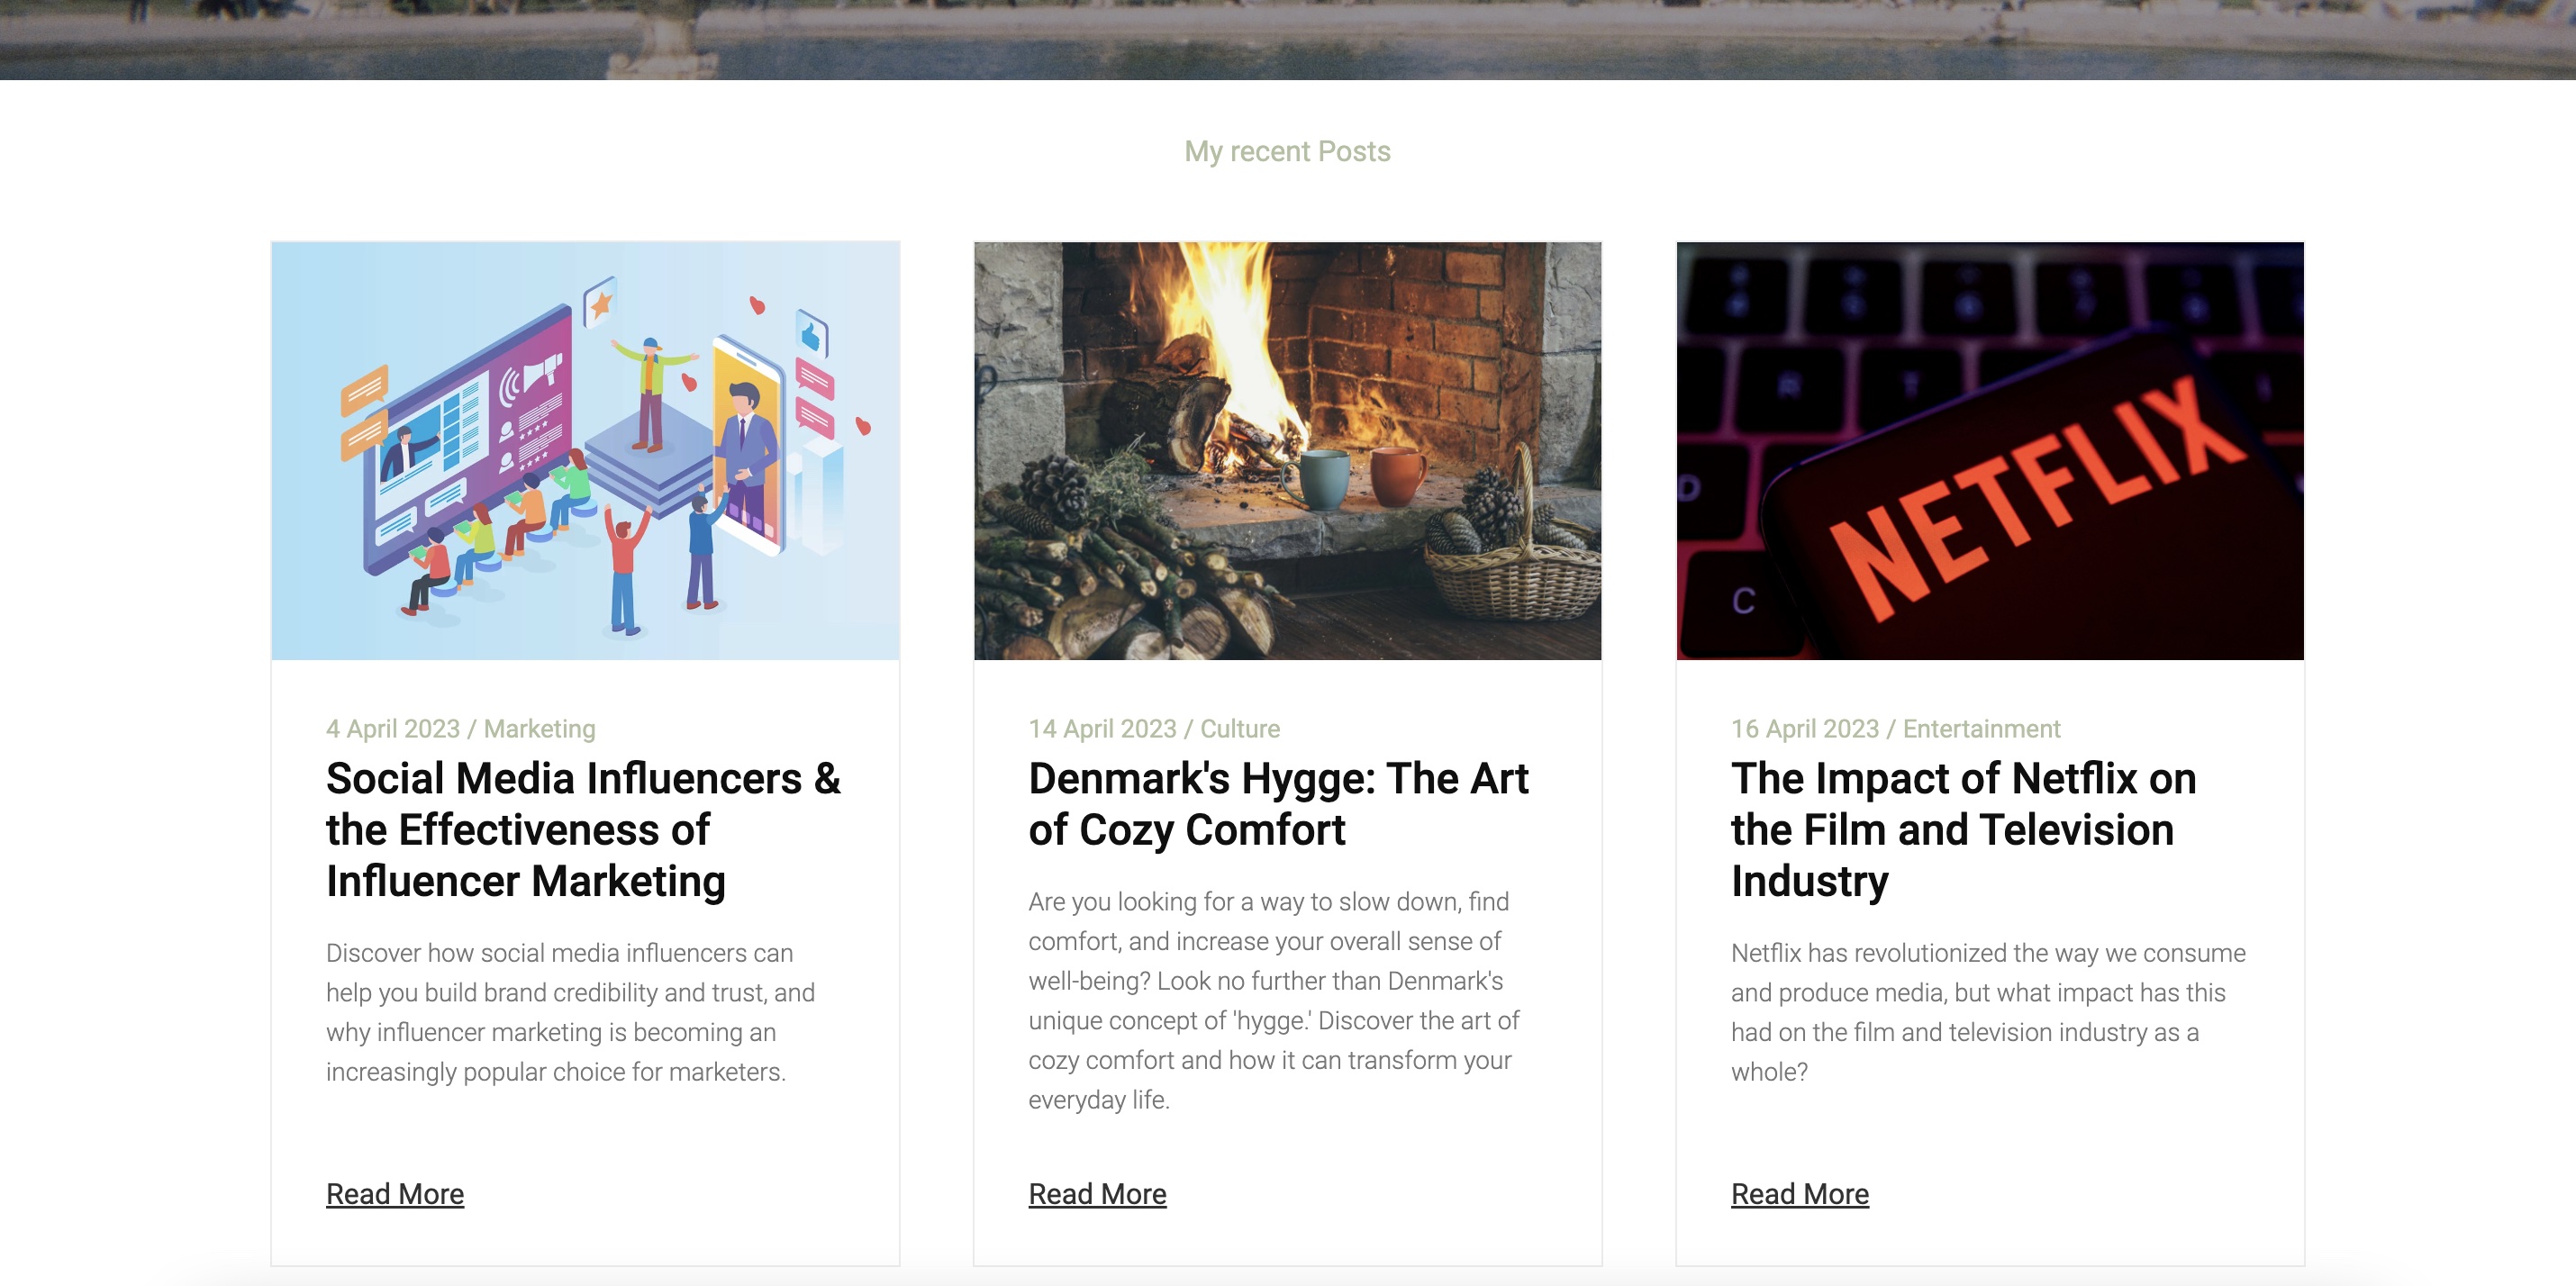 My recent Posts
NETFLIX
R
T
D
C
4 April 2023 / Marketing
Social Media Influencers &
the Effectiveness of
Influencer Marketing
Discover how social media influencers can
help you build brand credibility and trust, and
why influencer marketing is becoming an
increasingly popular choice for marketers.
Read More
14 April 2023 / Culture
Denmark's Hygge: The Art
of Cozy Comfort
Are you looking for a way to slow down, find
comfort, and increase your overall sense of
well-being? Look no further than Denmark's
unique concept of 'hygge.' Discover the art of
cozy comfort and how it can transform your
everyday life.
Read More
16 April 2023 / Entertainment
The Impact of Netflix on
the Film and Television
Industry
Netflix has revolutionized the way we consume
and produce media, but what impact has this
had on the film and television industry as a
whole?
Read More